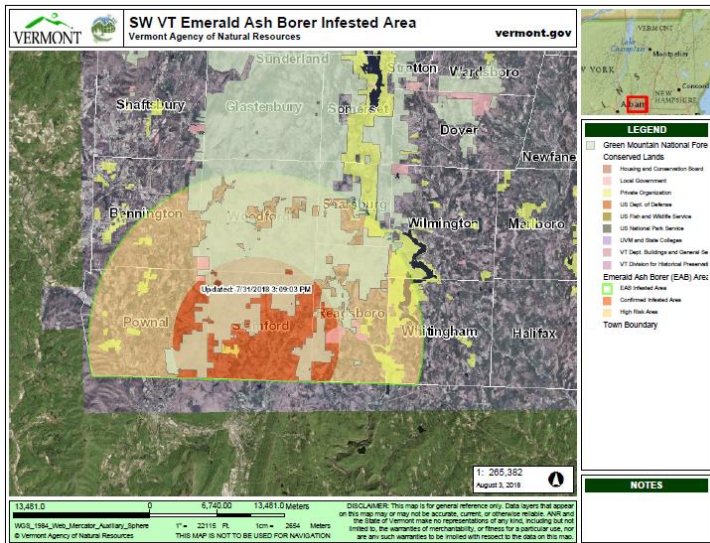 VERMONT
SW VT Emerald Ash Borer Infested Area
Vermont Agency of Natural Resources
vermont.gov
Sunderland
Stratton
Wardsboro
Shaftsbury
Glastenbury
Somerset
Dover
Newfane
Bennington
Woodford
Searsburg
Wilmington
Marlboro
Updated: 7/31/2018 3:09:03 PM
Pownal
Stamford
Readsboro
Whitingham
Halifax
1: 265,382
August 3, 2018
VERMONT
Lake
Champlain
Montpelier
W YORK
Concord
NEW
HAMPSHIRE
Alban
LEGEND
Green Mountain National Fore
Conserved Lands
Housing and Conservation Board
Local Government
Private Organization
US Dept. of Defense
US Fish and Wildlife Service
US National Park Service
UVM and State Colleges
VT Dept. Buildings and General Se
VT Division for Historical Preservat
Emerald Ash Borer (EAB) Area
EAB Infested Area
Confirmed Infested Area
High Risk Area
Town Boundary
NOTES
13,481.0 0 6,740.00 13,481.0 Meters
WGS_1984_Web_Mercator_Auxiliary_Sphere 1" = 22115 Ft. 1cm = 2654 Meters
© Vermont Agency of Natural Resources THIS MAP IS NOT TO BE USED FOR NAVIGATION
DISCLAIMER: This map is for general reference only. Data layers that appear
on this map may or may not be accurate, current, or otherwise reliable. ANR and
the State of Vermont make no representations of any kind, including but not
limited to, the warranties of merchantability, or fitness for a particular use, nor
are any such warranties to be implied with respect to the data on this map.